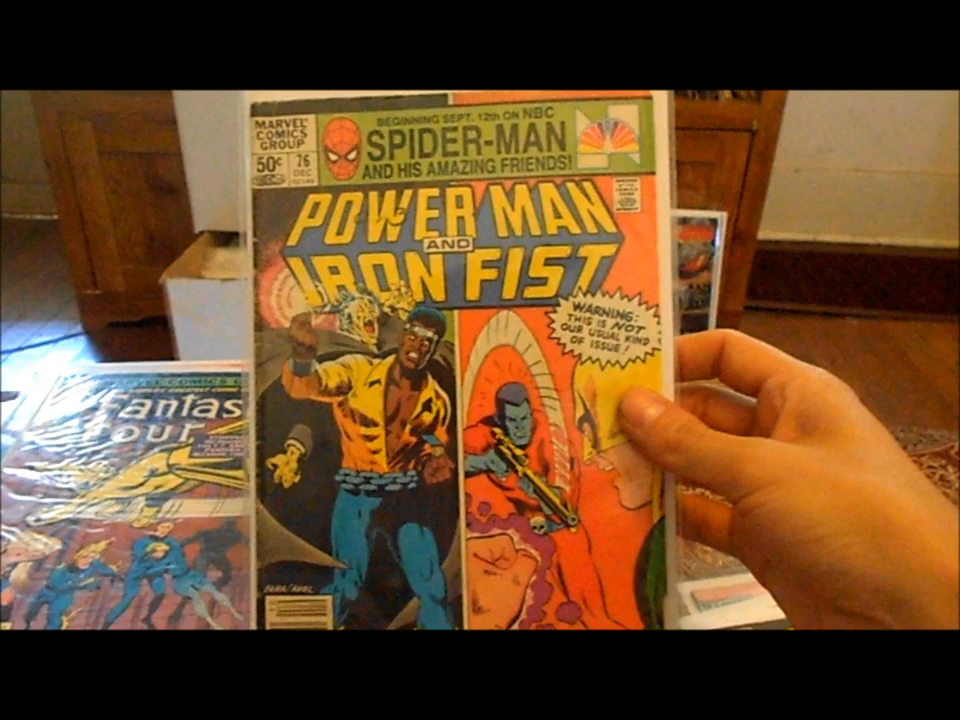 MARVEL
COMICS
GROUP
50¢
76
DEC
BEGINNING SEPT. 12th ON NBC
SPIDER-MAN
AND HIS AMAZING FRIENDS!
POWER MAN
AND
IRON FIST
WARNING:
THIS IS NOT
OUR USUAL KIND
OF ISSUE!
MARVEL COMICS G
Fantas
Four